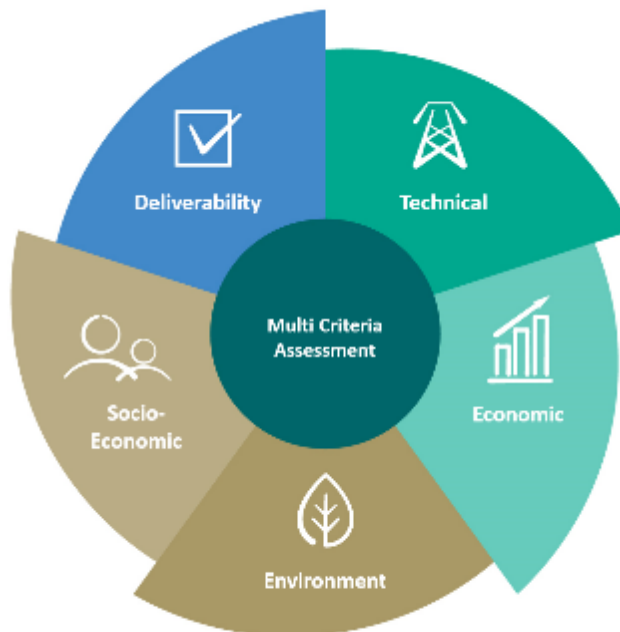 Deliverability
Technical
Multi Criteria
Assessment
Socio-
Economic
Economic
Environment